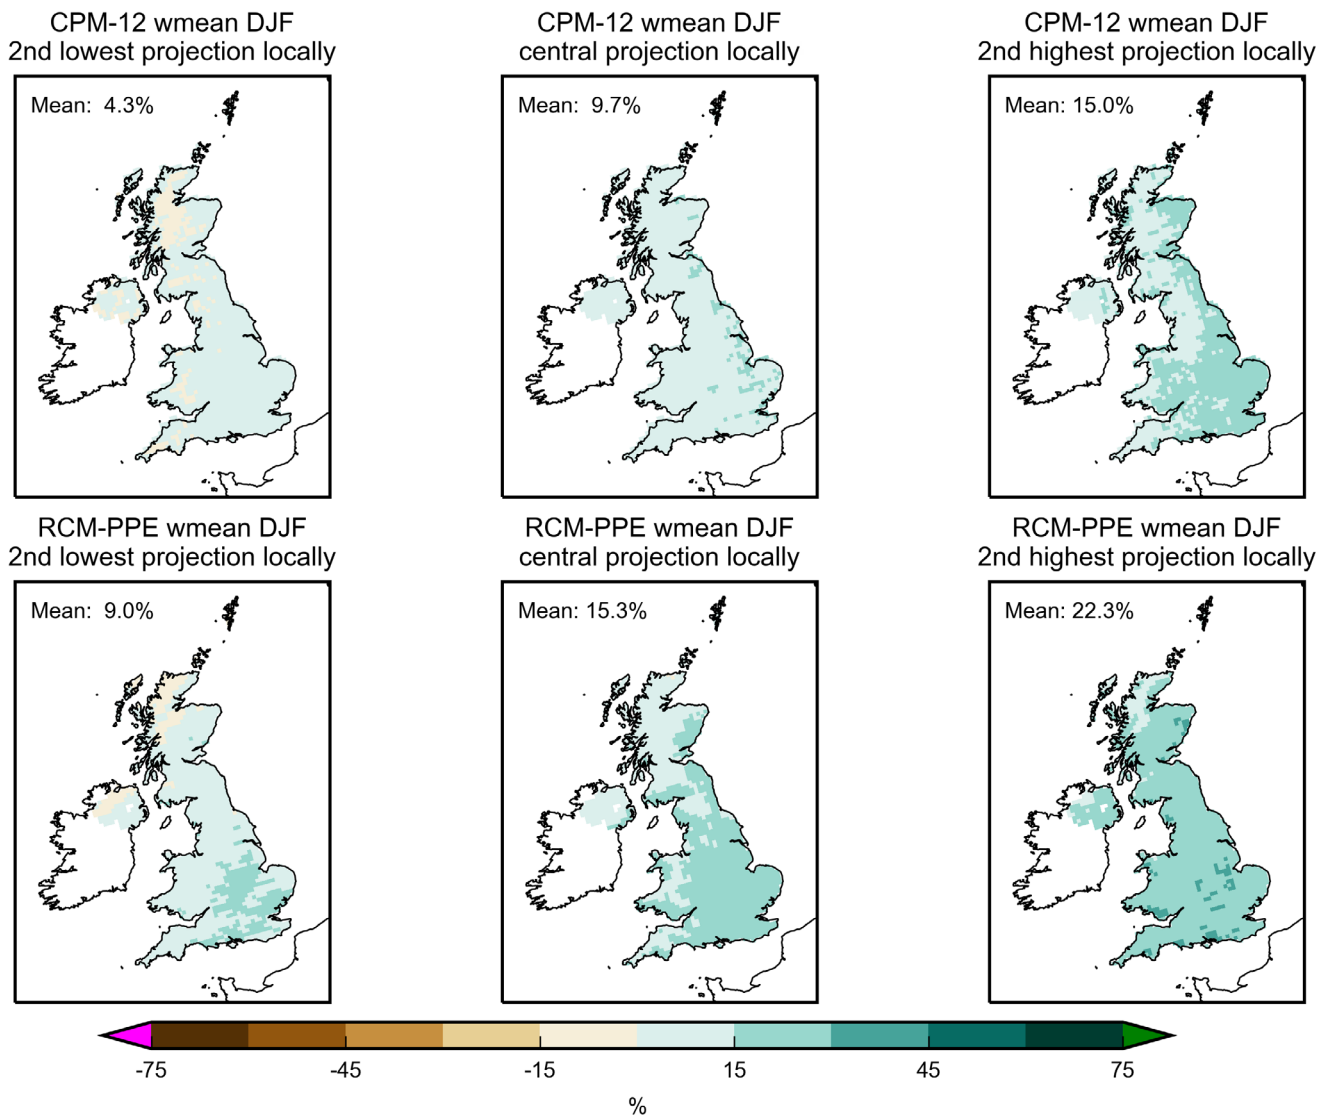 CPM-12 wmean DJF
2nd lowest projection locally
CPM-12 wmean DJF
central projection locally
CPM-12 wmean DJF
2nd highest projection locally
Mean: 4.3%
Mean: 9.7%
Mean: 15.0%
RCM-PPE wmean DJF
2nd lowest projection locally
RCM-PPE wmean DJF
central projection locally
RCM-PPE wmean DJF
2nd highest projection locally
Mean: 9.0%
Mean: 15.3%
Mean: 22.3%
-75 -45 -15 15 45 75
%